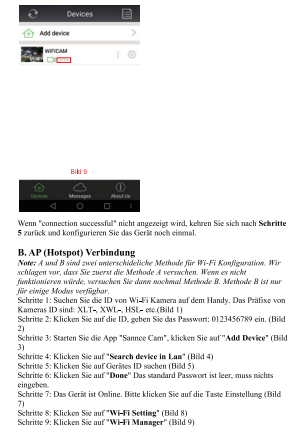 Devices
Add device
WIFICAM
Bild 9
Devices
Messages
About Us
Wenn "connection successful" nicht angezeigt wird, kehren Sie sich nach Schritte
5 zurück und konfigurieren Sie das Gerät noch einmal.
B. AP (Hotspot) Verbindung
Note: A und B sind zwei unterschideliche Methode für Wi-Fi Konfiguration. Wir
schlagen vor, dass Sie zuerst die Methode A versuchen. Wenn es nicht
funktionieren würde, versuchen Sie dann nochmal Methode B. Methode B ist nur
für einige Modus verfügbar.
Schritte 1: Suchen Sie die ID von Wi-Fi Kamera auf dem Handy. Das Präfixe von
Kameras ID sind: XLT-, XWL-, HSL- etc.(Bild 1)
Schritte 2: Klicken Sie auf die ID, geben Sie das Passwort: 0123456789 ein. (Bild
2)
Schritte 3: Starten Sie die App "Sannce Cam", klicken Sie auf "Add Device" (Bild
3)
Schritte 4: Klicken Sie auf "Search device in Lan" (Bild 4)
Schritte 5: Klicken Sie auf Gerätes ID suchen (Bild 5)
Schritte 6: Klicken Sie auf "Done" Das standard Passwort ist leer, muss nichts
eingeben.
Schritte 7: Das Gerät ist Online. Bitte klicken Sie auf die Taste Einstellung (Bild
7)
Schritte 8: Klicken Sie auf "Wi-Fi Setting" (Bild 8)
Schritte 9: Klicken Sie auf "Wi-Fi Manager" (Bild 9)